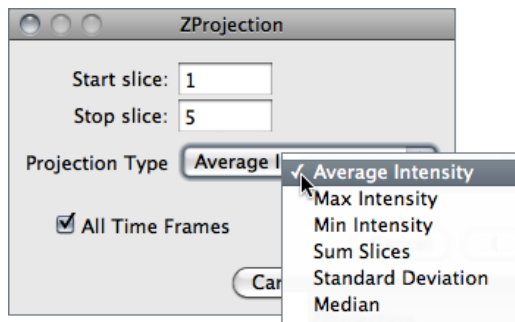 ZProjection
Start slice: 1
Stop slice: 5
Projection Type Average
✓ Average Intensity
Max Intensity
Min Intensity
Sum Slices
Standard Deviation
Median
All Time Frames